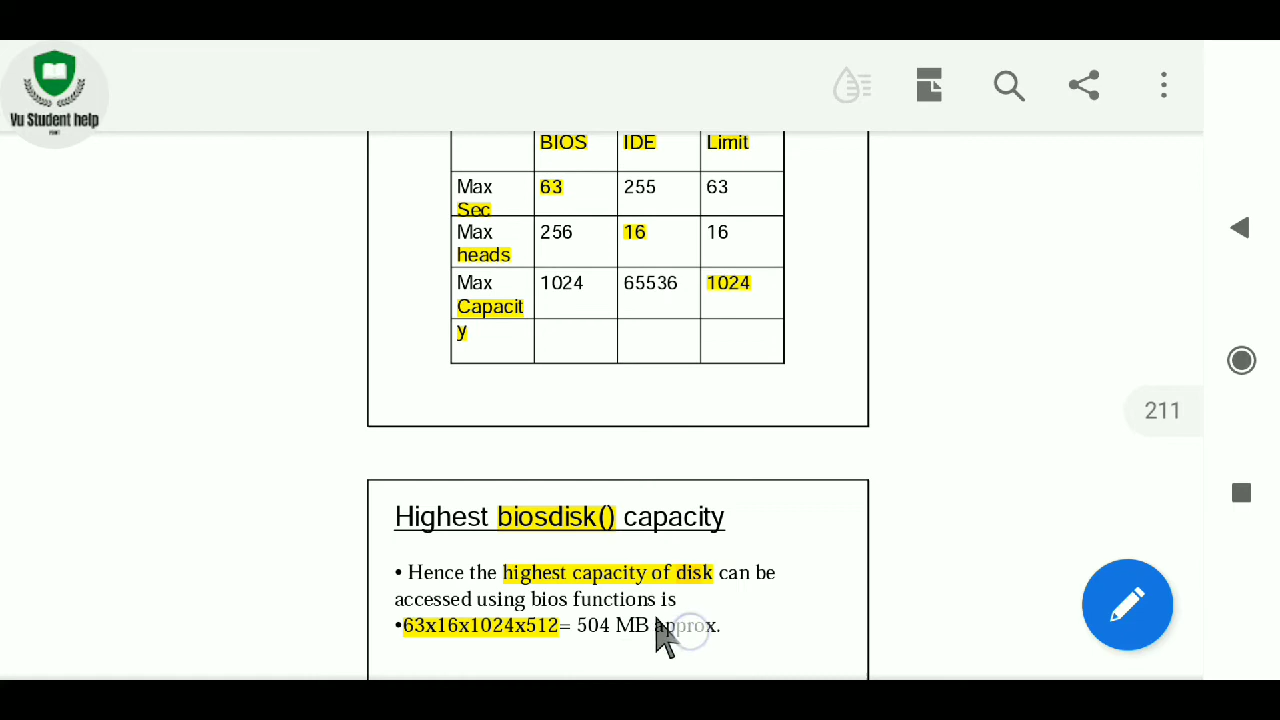 Vu Student help
BIOS IDE Limit
Max Sec 63 255 63
Max heads 256 16 16
Max Capacit y 1024 65536 1024
211
Highest biosdisk() capacity
• Hence the highest capacity of disk can be
accessed using bios functions is
•63x16x1024x512= 504 MB approx.